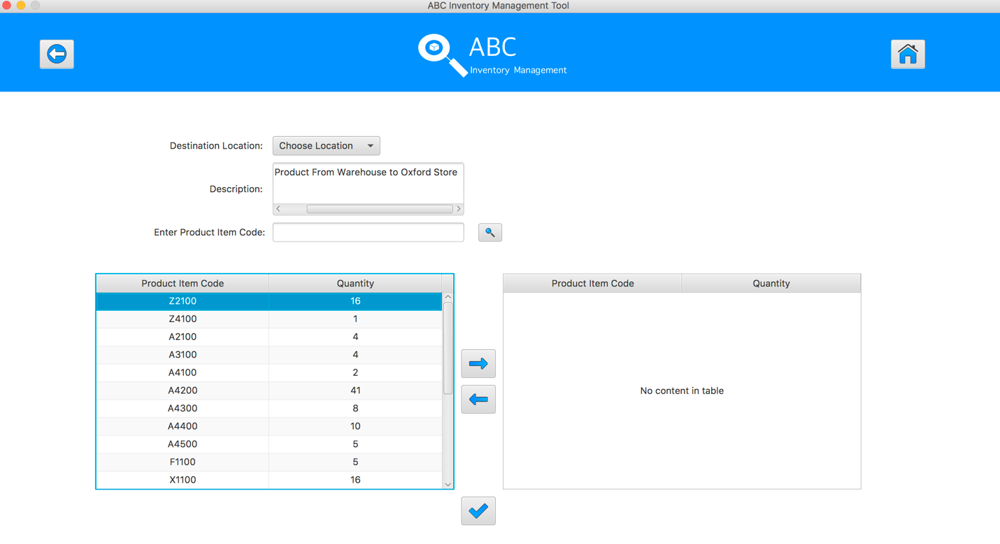 ABC Inventory Management Tool
ABC
Inventory Management
Destination Location: Choose Location
Description: Product From Warehouse to Oxford Store
Enter Product Item Code:
Product Item Code Quantity
Z2100 16
Z4100 1
A2100 4
A3100 4
A4100 2
A4200 41
A4300 8
A4400 10
A4500 5
F1100 5
X1100 16
Product Item Code Quantity
No content in table